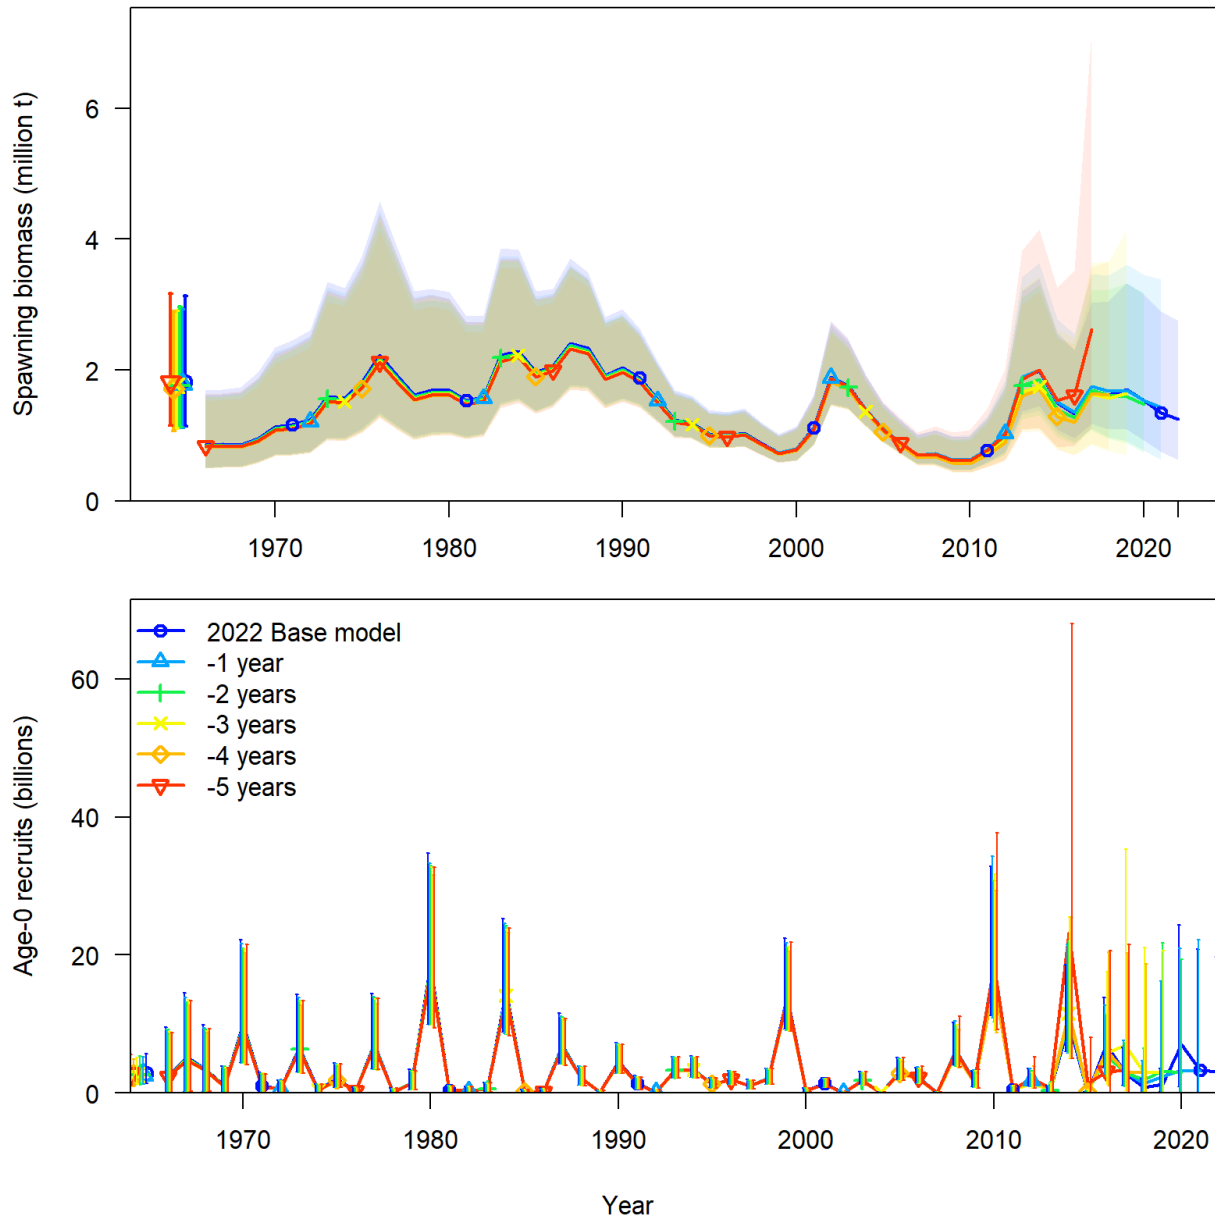 Spawning biomass (million t)
6
4
2
0
1970 1980 1990 2000 2010 2020
2022 Base model
-1 year
-2 years
-3 years
-4 years
-5 years
Age-0 recruits (billions)
60
40
20
0
1970 1980 1990 2000 2010 2020
Year